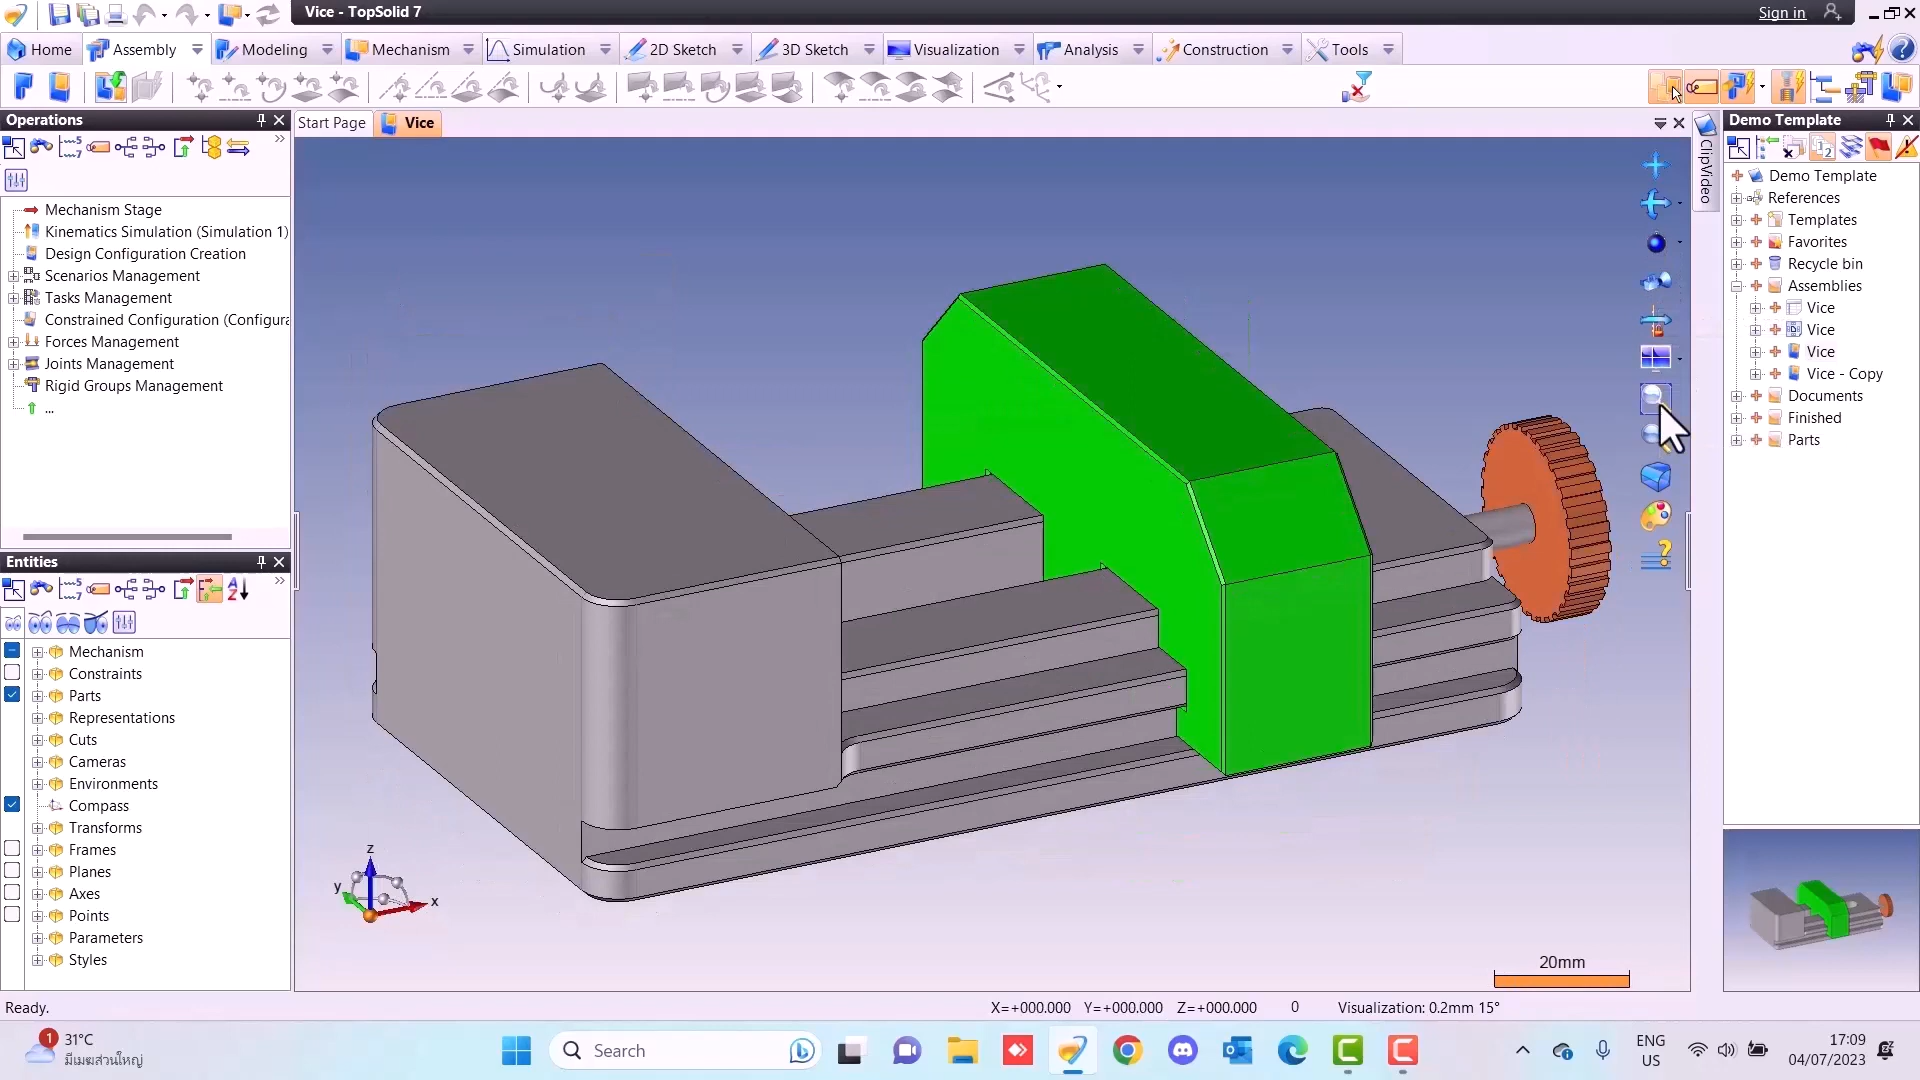 Vice - TopSolid 7
Sign in
Home
Assembly
Modeling
Mechanism
Simulation
2D Sketch
3D Sketch
Visualization
Analysis
Construction
Tools
Operations
Start Page
Vice
ClipVideo
Demo Template
Mechanism Stage
Kinematics Simulation (Simulation 1)
Design Configuration Creation
Scenarios Management
Tasks Management
Constrained Configuration (Configura
Forces Management
Joints Management
Rigid Groups Management
...
Demo Template
References
Templates
Favorites
Recycle bin
Assemblies
Vice
Vice
Vice
Vice - Copy
Documents
Finished
Parts
Entities
Mechanism
Constraints
Parts
Representations
Cuts
Cameras
Environments
Compass
Transforms
Frames
Planes
Axes
Points
Parameters
Styles
z
y
x
20mm
Ready.
X=+000.000 Y=+000.000 Z=+000.000 0 Visualization: 0.2mm 15°
1
31°C
มีเมฆส่วนใหญ่
Search
ENG
US
17:09
04/07/2023